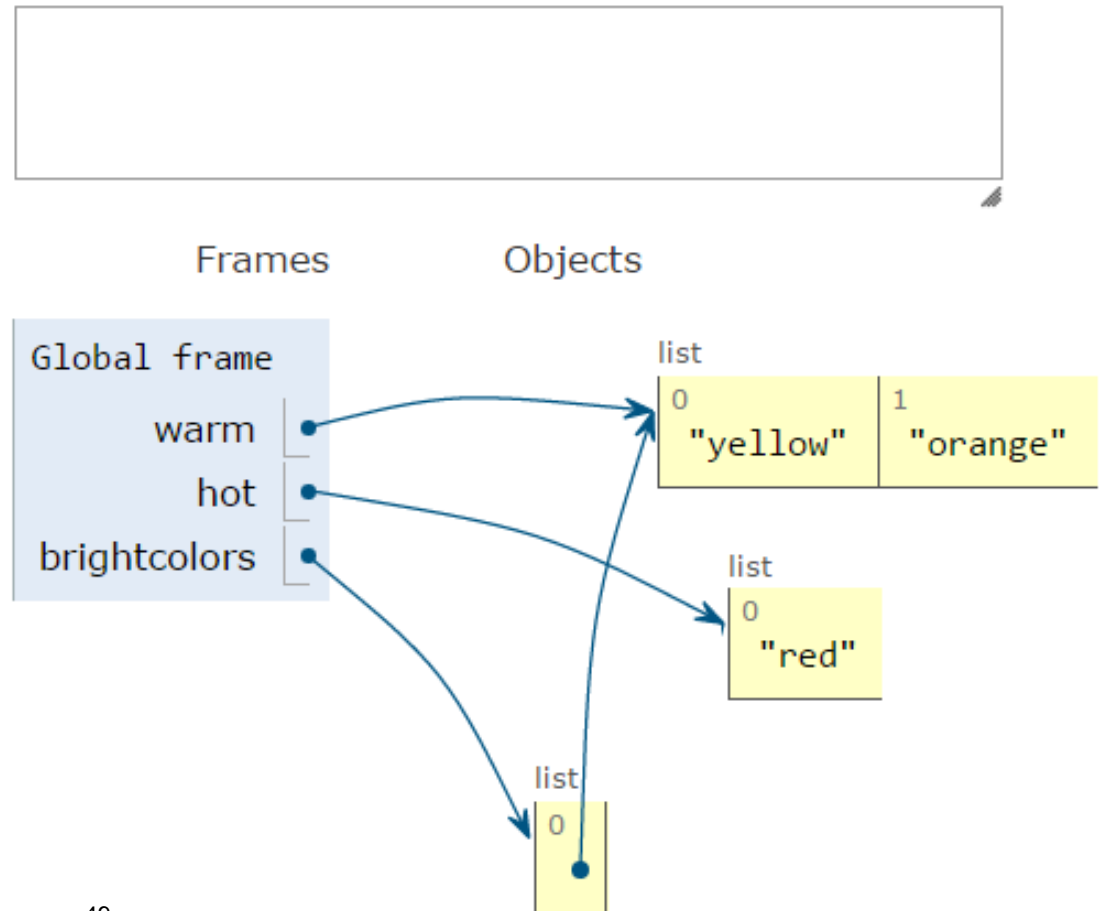 Frames Objects
Global frame
warm
hot
brightcolors
list
0 1
"yellow" "orange"
list
0
"red"
list
0